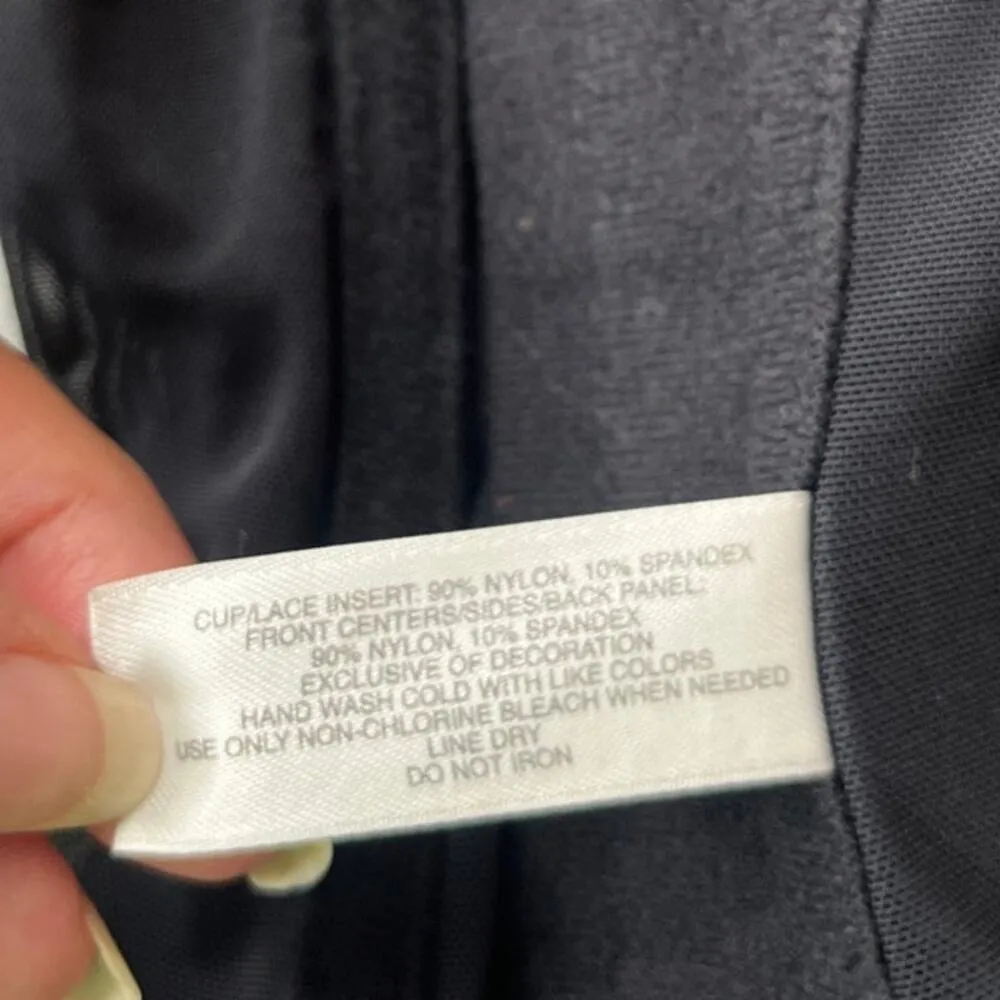 CUP/LACE INSERT: 90% NYLON, 10% SPANDEX
FRONT CENTERS/SIDES/BACK PANEL:
90% NYLON, 10% SPANDEX
EXCLUSIVE OF DECORATION
HAND WASH COLD WITH LIKE COLORS
USE ONLY NON-CHLORINE BLEACH WHEN NEEDED
LINE DRY
DO NOT IRON